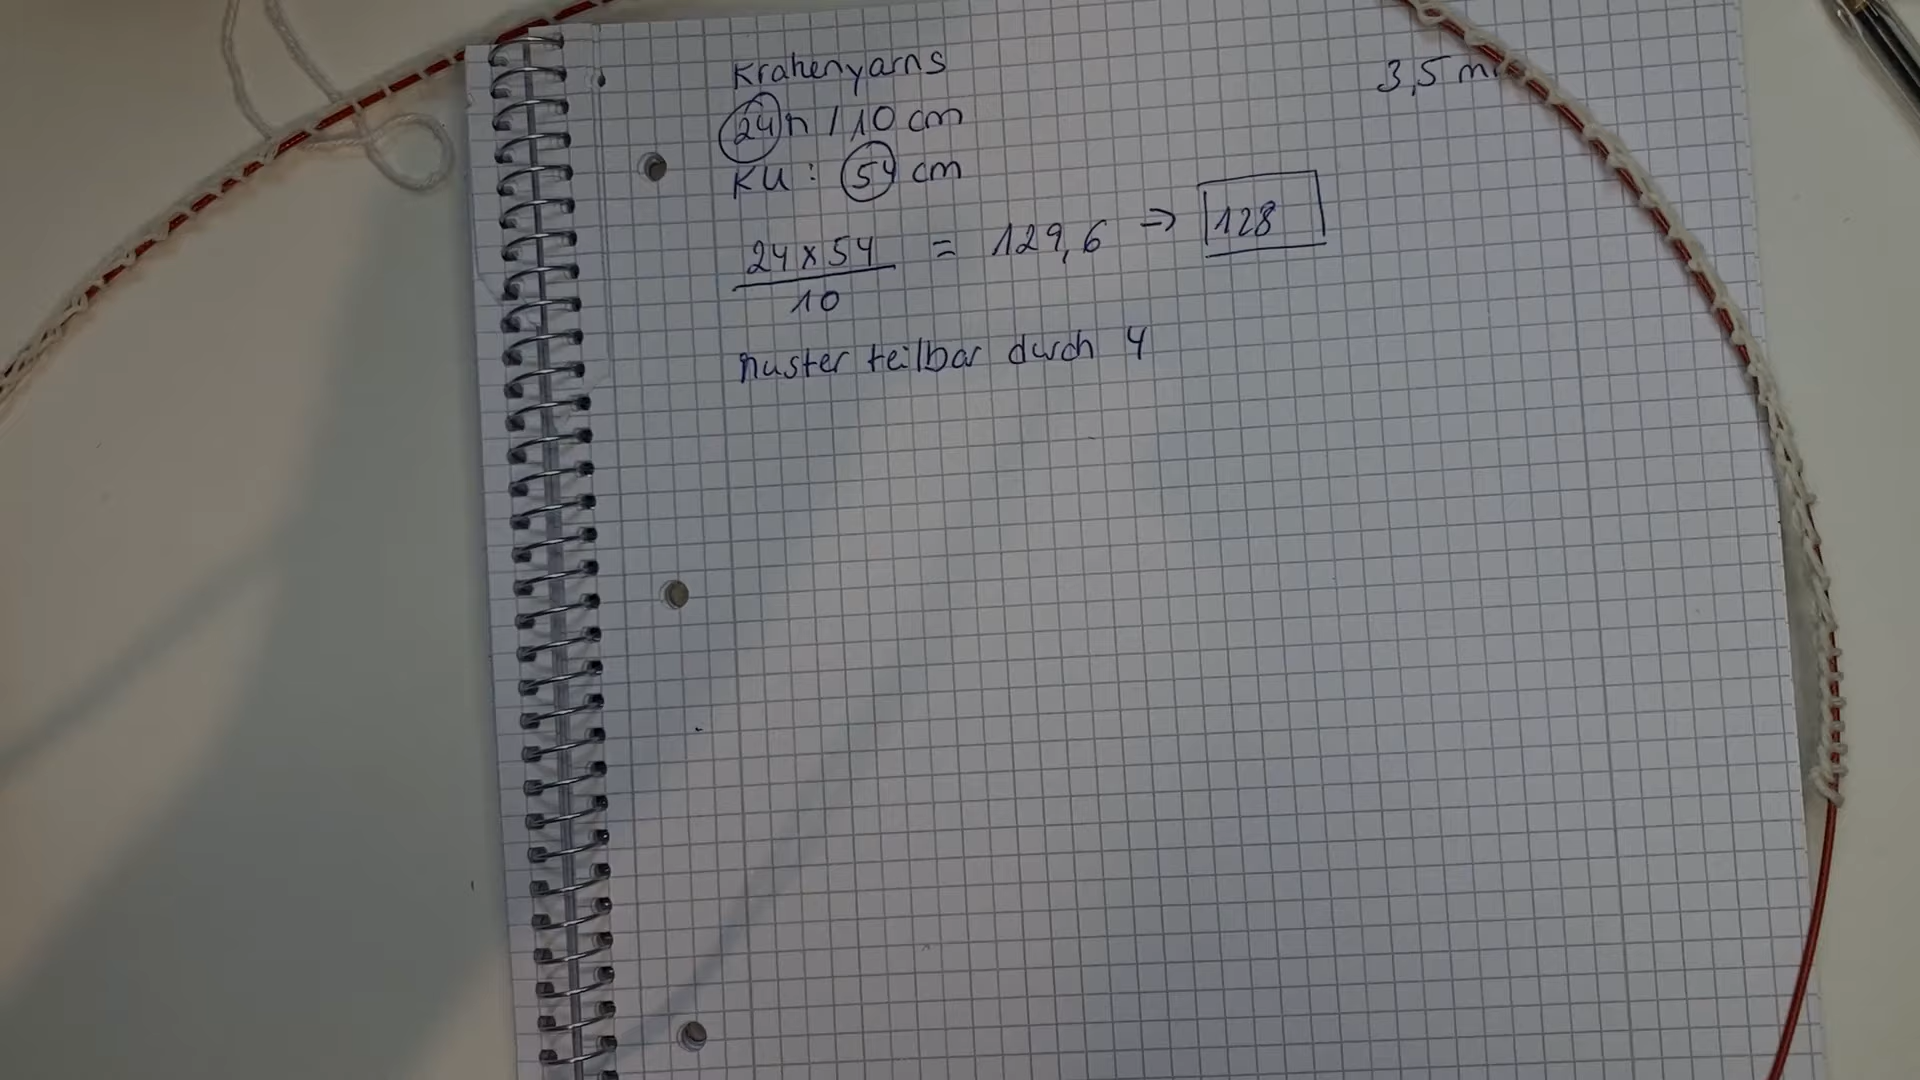 Krahenyarns
3,5 m
24 n / 10 cm
KU: 54 cm
24 x 54 = 129,6 => 128
10
muster teilbar durch 4